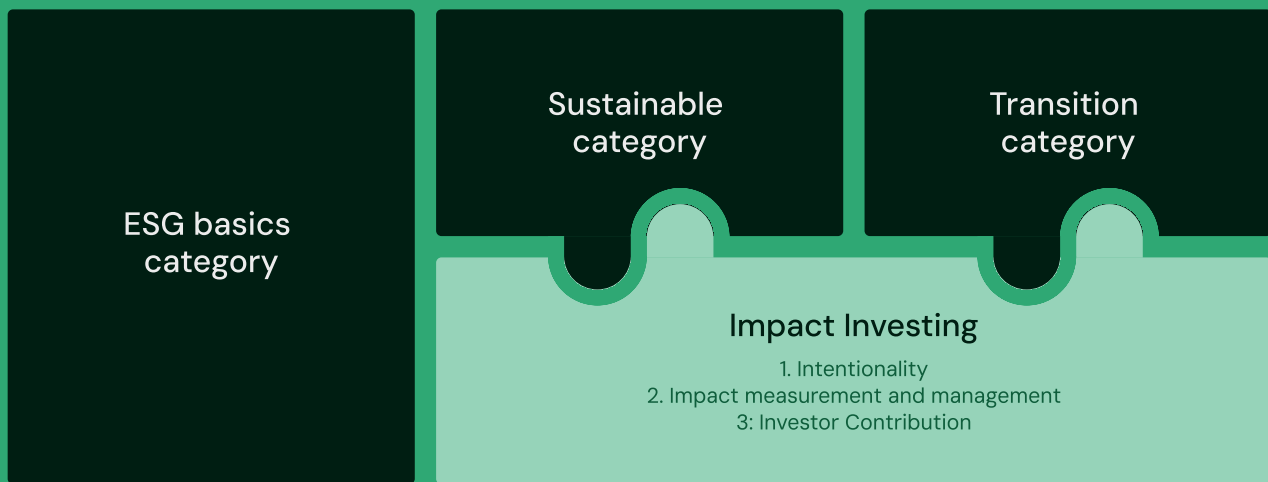 ESG basics
category
Sustainable
category
Transition
category
Impact Investing
1. Intentionality
2. Impact measurement and management
3: Investor Contribution